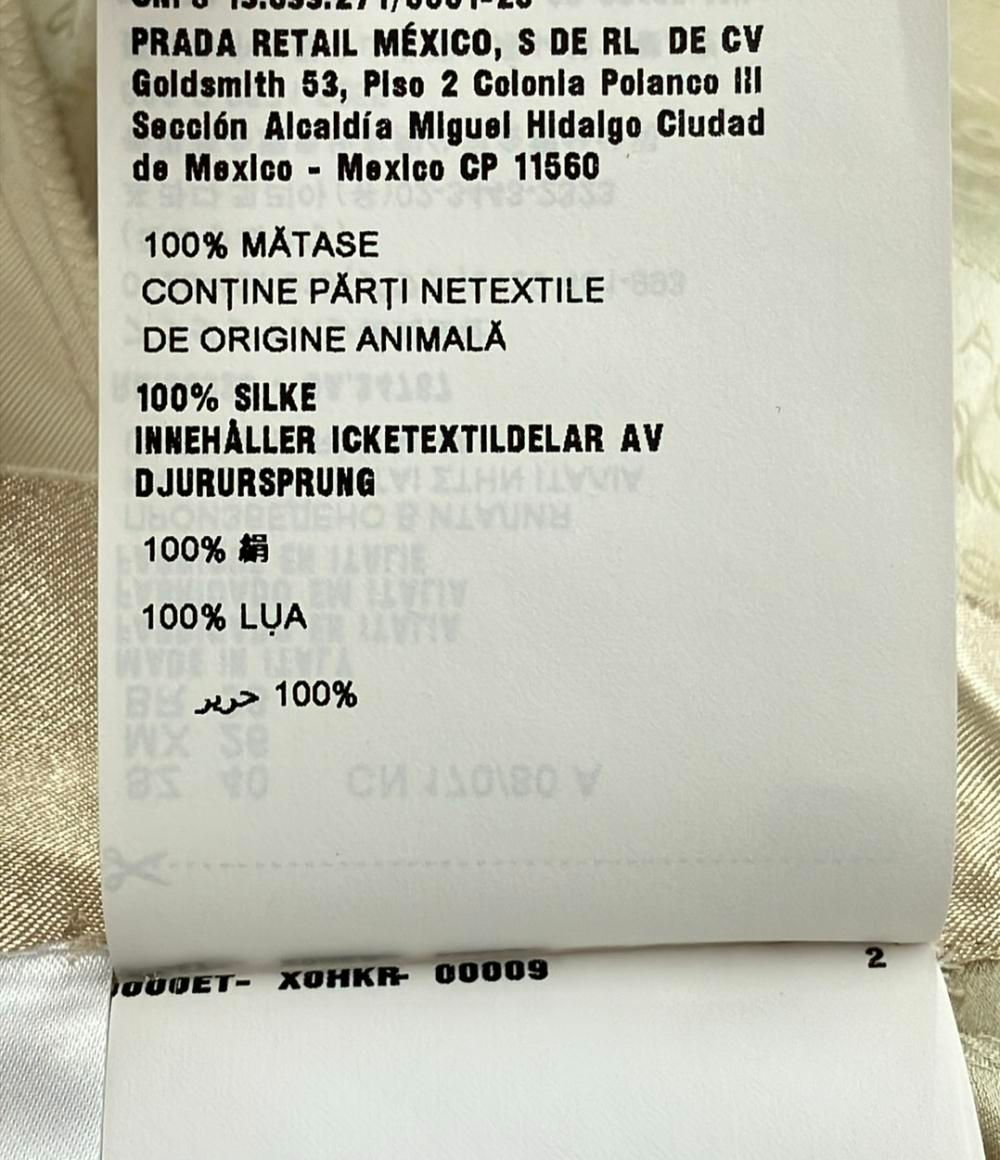 PRADA RETAIL MÉXICO, S DE RL DE CV
Goldsmith 53, Piso 2 Colonia Polanco III
Sección Alcaldía Miguel Hidalgo Ciudad
de Mexico - Mexico CP 11560
100% MĂTASE
CONȚINE PĂRȚI NETEXTILE
DE ORIGINE ANIMALĂ
100% SILKE
INNEHÅLLER ICKETEXTILDELAR AV
DJURURSPRUNG
100% 絹
100% LỤA
100% حرير
XOHKR- 00009 2